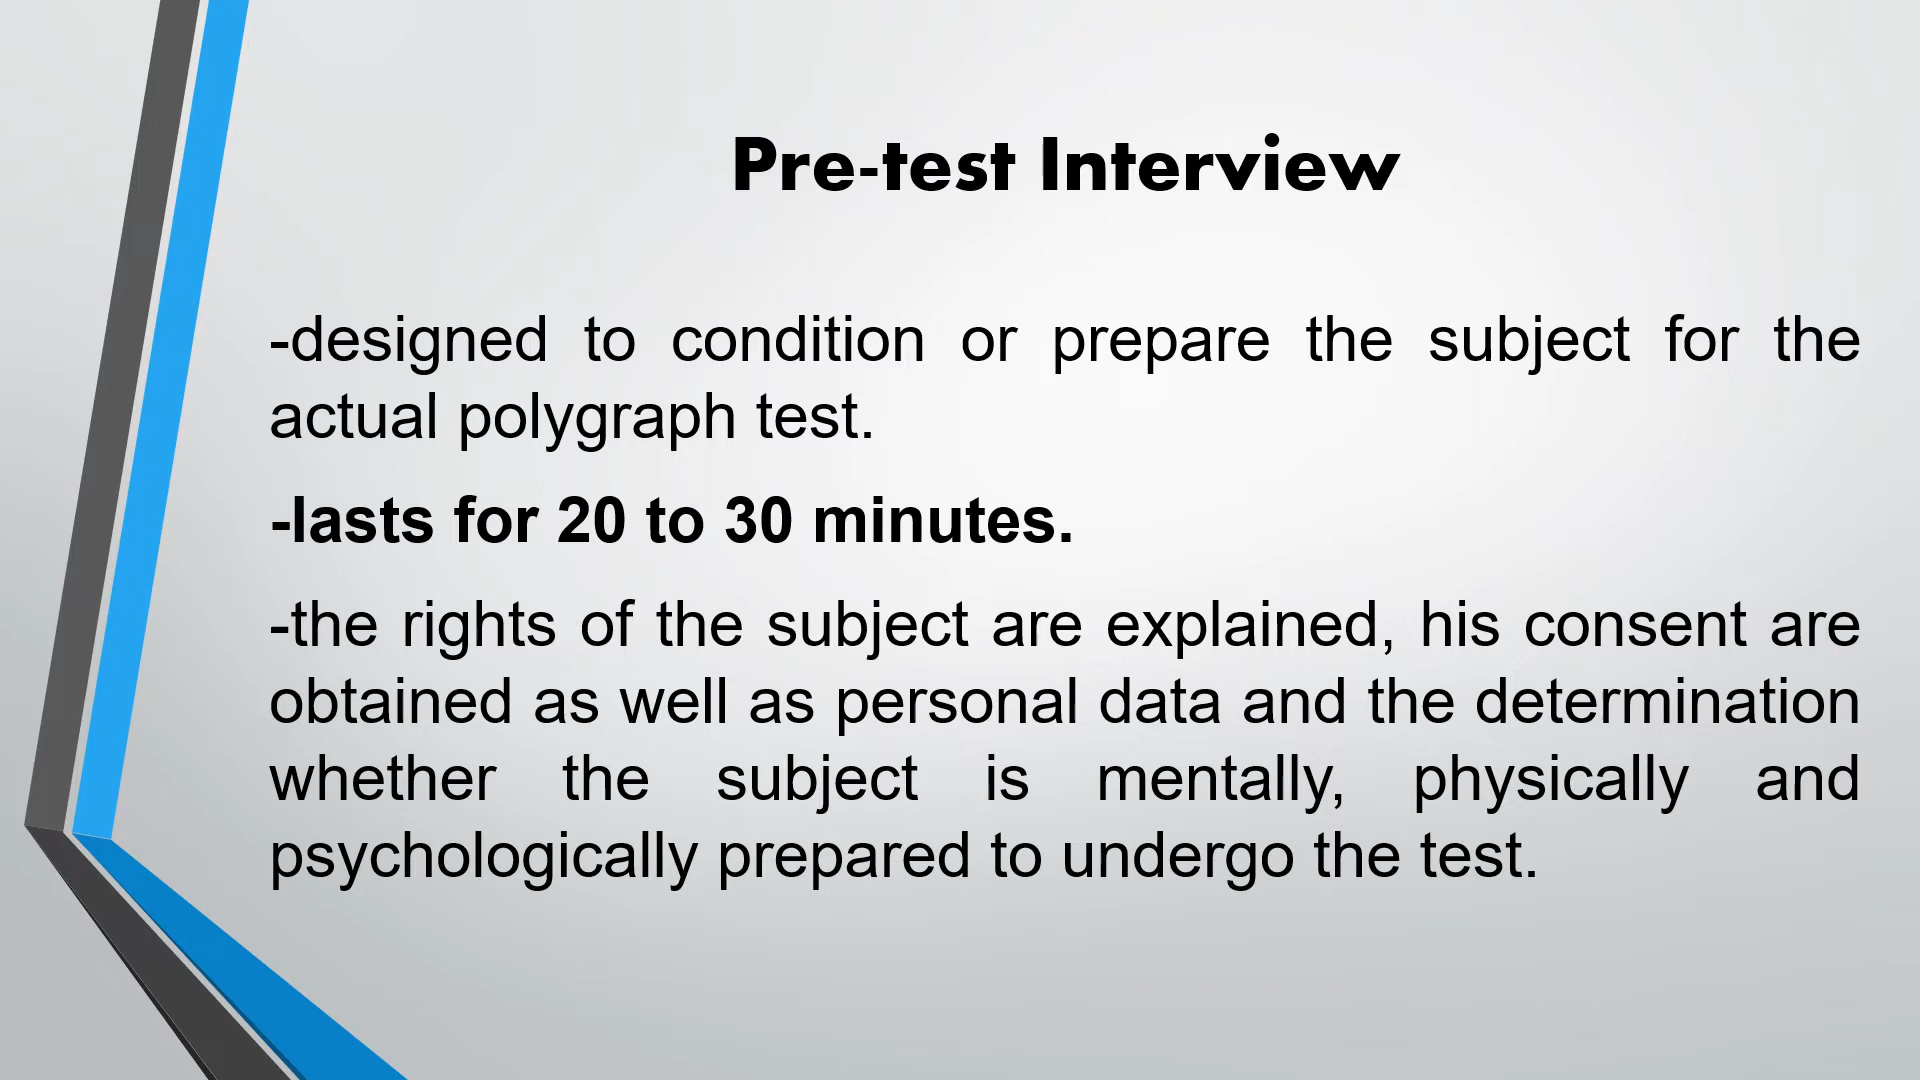 Pre-test Interview
-designed to condition or prepare the subject for the
actual polygraph test.
-lasts for 20 to 30 minutes.
-the rights of the subject are explained, his consent are
obtained as well as personal data and the determination
whether the subject is mentally, physically and
psychologically prepared to undergo the test.